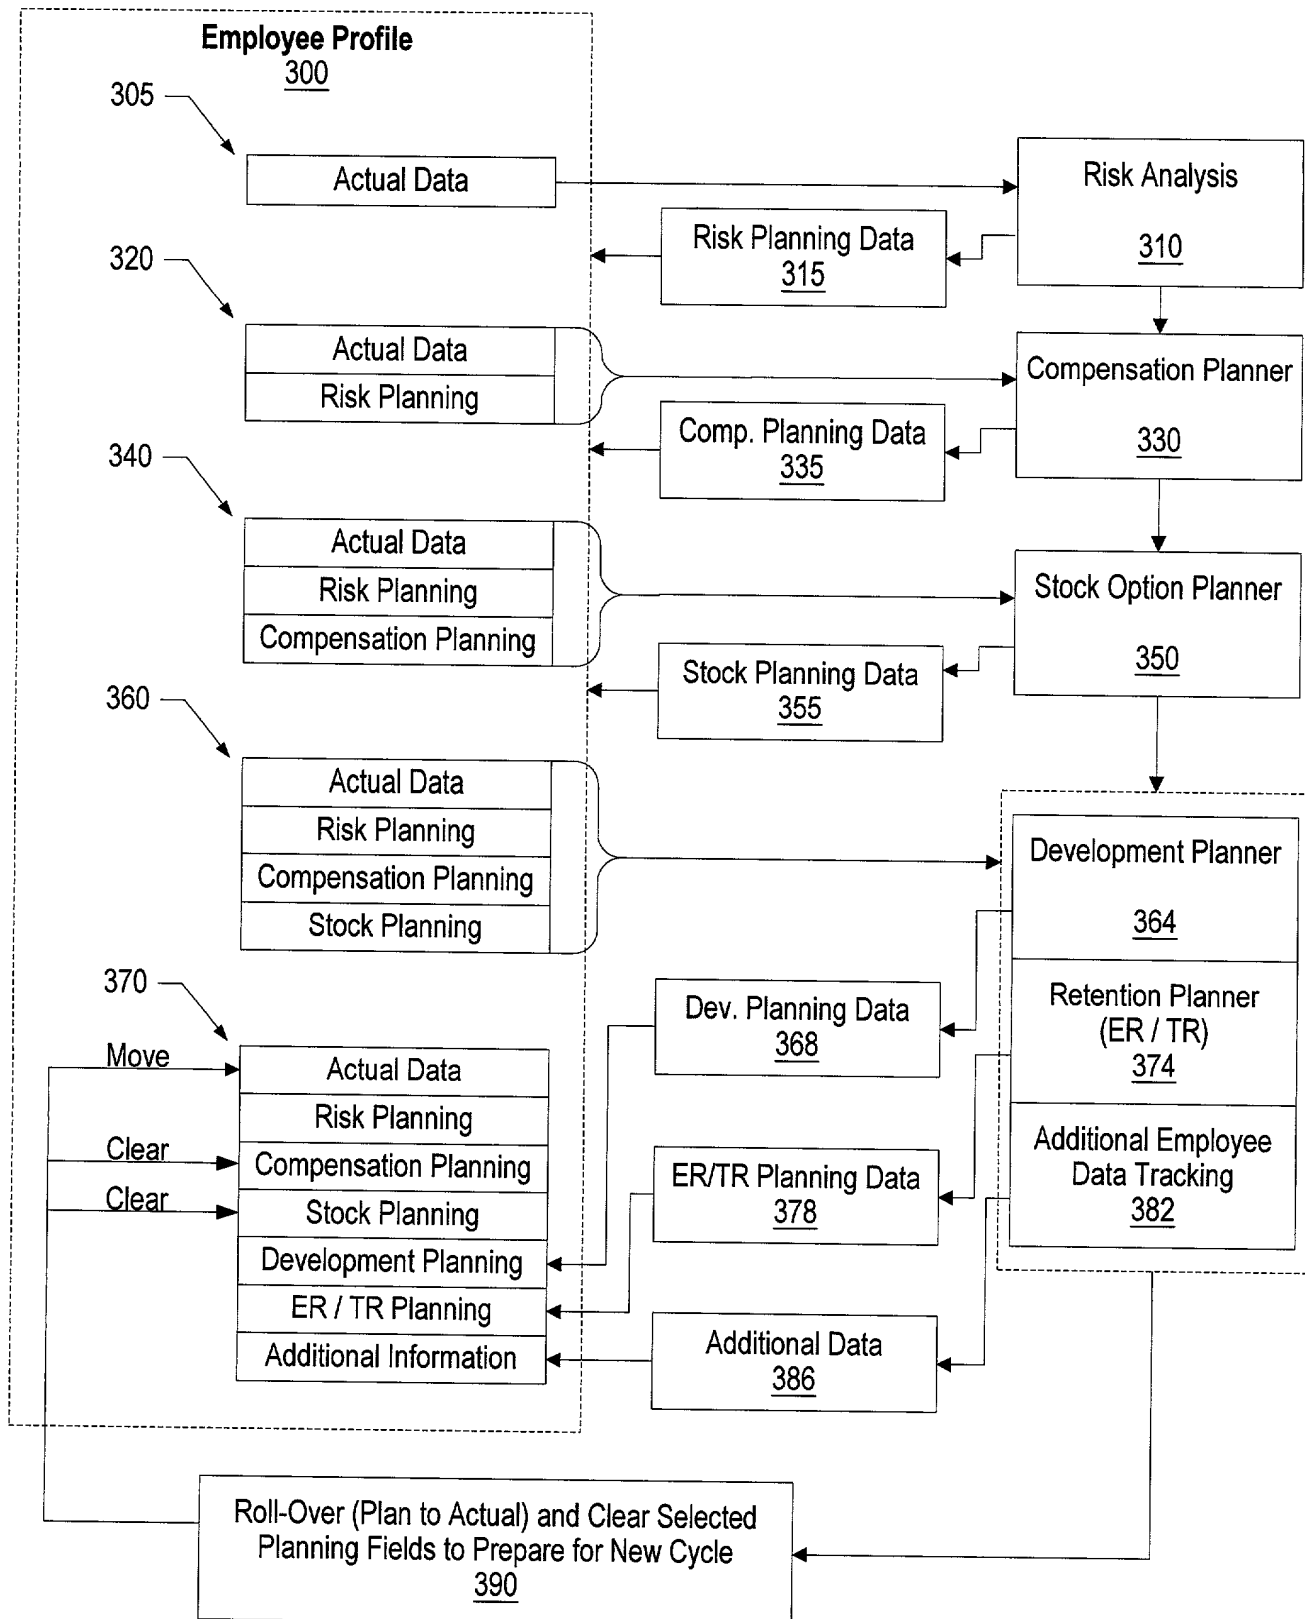 Employee Profile
300
305
Actual Data
Risk Analysis
310
Risk Planning Data
315
320
Actual Data
Risk Planning
Compensation Planner
330
Comp. Planning Data
335
340
Actual Data
Risk Planning
Compensation Planning
Stock Option Planner
350
Stock Planning Data
355
360
Actual Data
Risk Planning
Compensation Planning
Stock Planning
Development Planner
364
Retention Planner
(ER / TR)
374
Additional Employee
Data Tracking
382
Dev. Planning Data
368
370
Move
Clear
Clear
Actual Data
Risk Planning
Compensation Planning
Stock Planning
Development Planning
ER / TR Planning
Additional Information
ER/TR Planning Data
378
Additional Data
386
Roll-Over (Plan to Actual) and Clear Selected
Planning Fields to Prepare for New Cycle
390